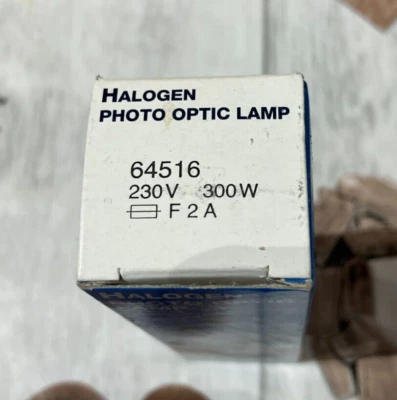 HALOGEN
PHOTO OPTIC LAMP
64516
230V 300W
F 2 A
HALOGEN